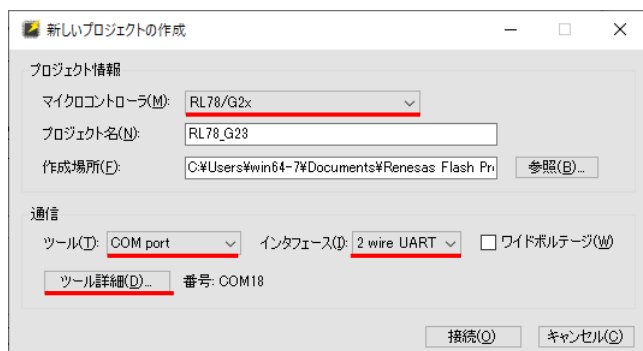 新しいプロジェクトの作成
プロジェクト情報
マイクロコントローラ(M): RL78/G2x
プロジェクト名(N): RL78_G23
作成場所(F): C:¥Users¥win64-7¥Documents¥Renesas Flash Pr 参照(B)...
通信
ツール(T): COM port インタフェース(I): 2 wire UART ワイドボルテージ(W)
ツール詳細(D)... 番号: COM18
接続(O) キャンセル(C)